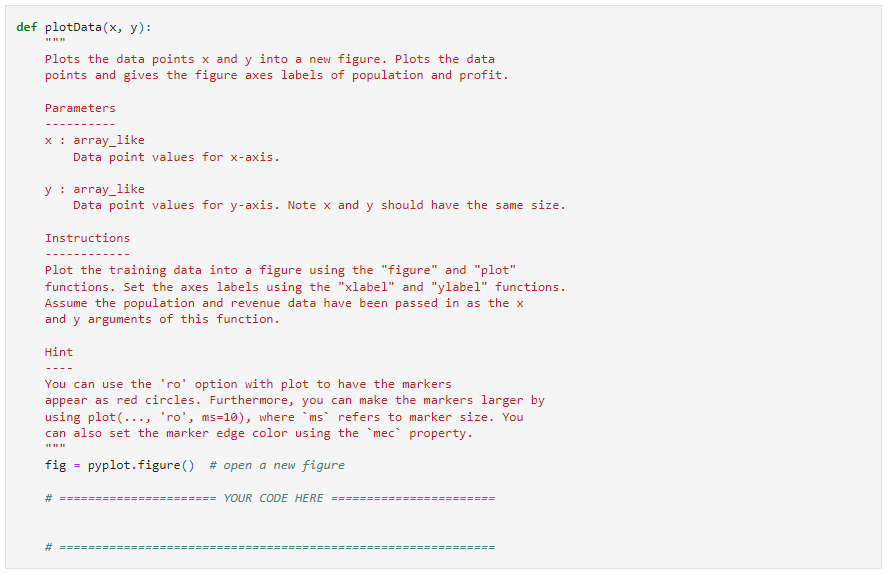 def plotData(x, y):
    """
    Plots the data points x and y into a new figure. Plots the data
    points and gives the figure axes labels of population and profit.

    Parameters
    ----------
    x : array_like
        Data point values for x-axis.

    y : array_like
        Data point values for y-axis. Note x and y should have the same size.

    Instructions
    ------------
    Plot the training data into a figure using the "figure" and "plot"
    functions. Set the axes labels using the "xlabel" and "ylabel" functions.
    Assume the population and revenue data have been passed in as the x
    and y arguments of this function.

    Hint
    ----
    You can use the 'ro' option with plot to have the markers
    appear as red circles. Furthermore, you can make the markers larger by
    using plot(..., 'ro', ms=10), where `ms` refers to marker size. You
    can also set the marker edge color using the `mec` property.
    """
    fig = pyplot.figure()  # open a new figure

    # ====================== YOUR CODE HERE =======================


    # =============================================================